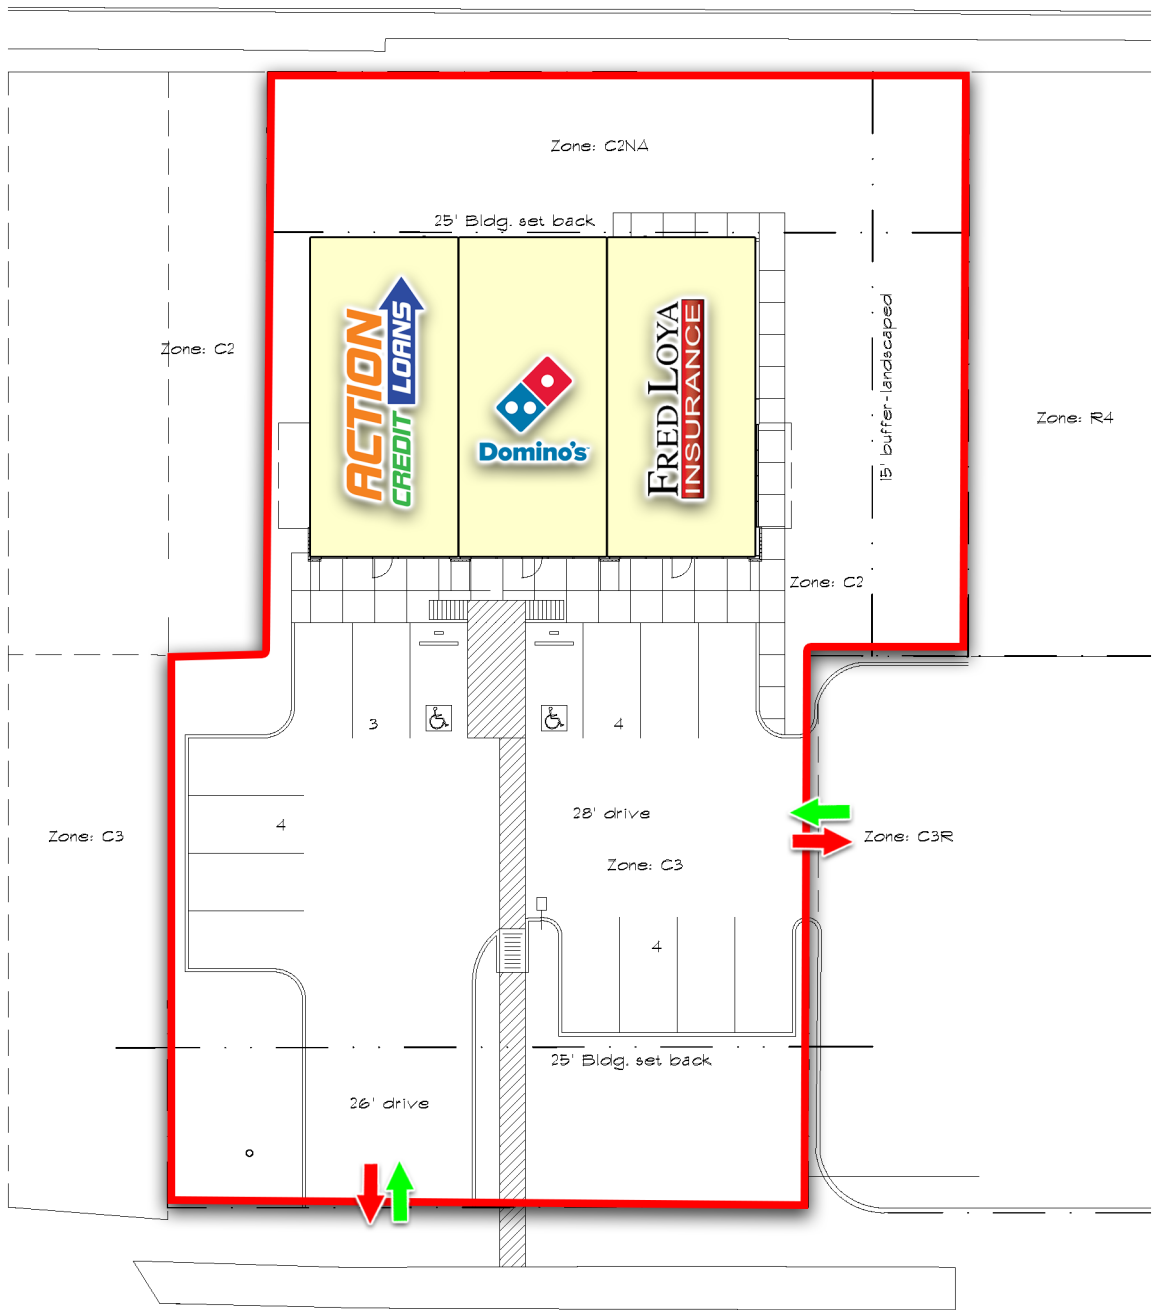 Zone: C2NA
25' Bldg. set back
ACTION
CREDIT LOANS
Domino's
FRED LOYA
INSURANCE
Zone: C2
15' buffer-landscaped
Zone: R4
Zone: C2
3
4
4
28' drive
Zone: C3
Zone: C3R
Zone: C3
4
25' Bldg. set back
26' drive